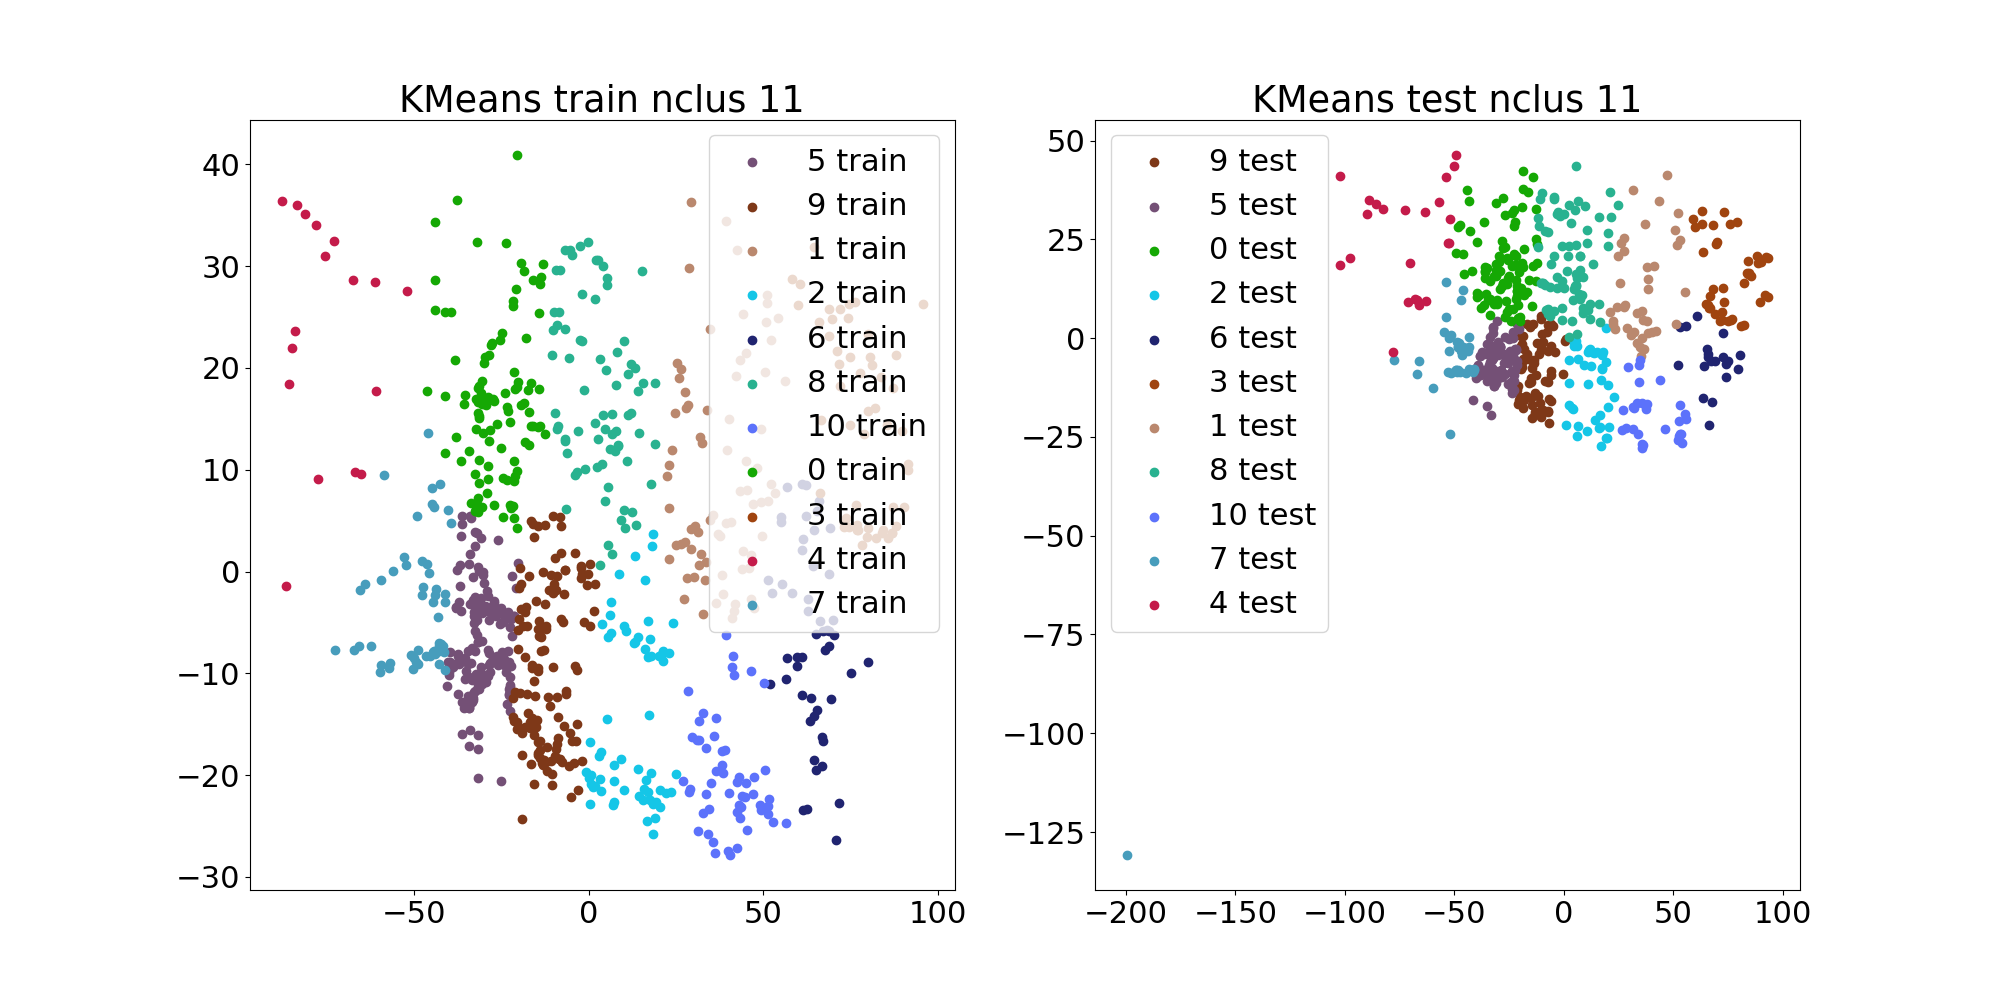 KMeans train nclus 11
40
30
20
10
0
−10
−20
−30
−50
0
50
100
5 train
9 train
1 train
2 train
6 train
8 train
10 train
0 train
3 train
4 train
7 train
KMeans test nclus 11
50
25
0
−25
−50
−75
−100
−125
−200
−150
−100
−50
0
50
100
9 test
5 test
0 test
2 test
6 test
3 test
1 test
8 test
10 test
7 test
4 test